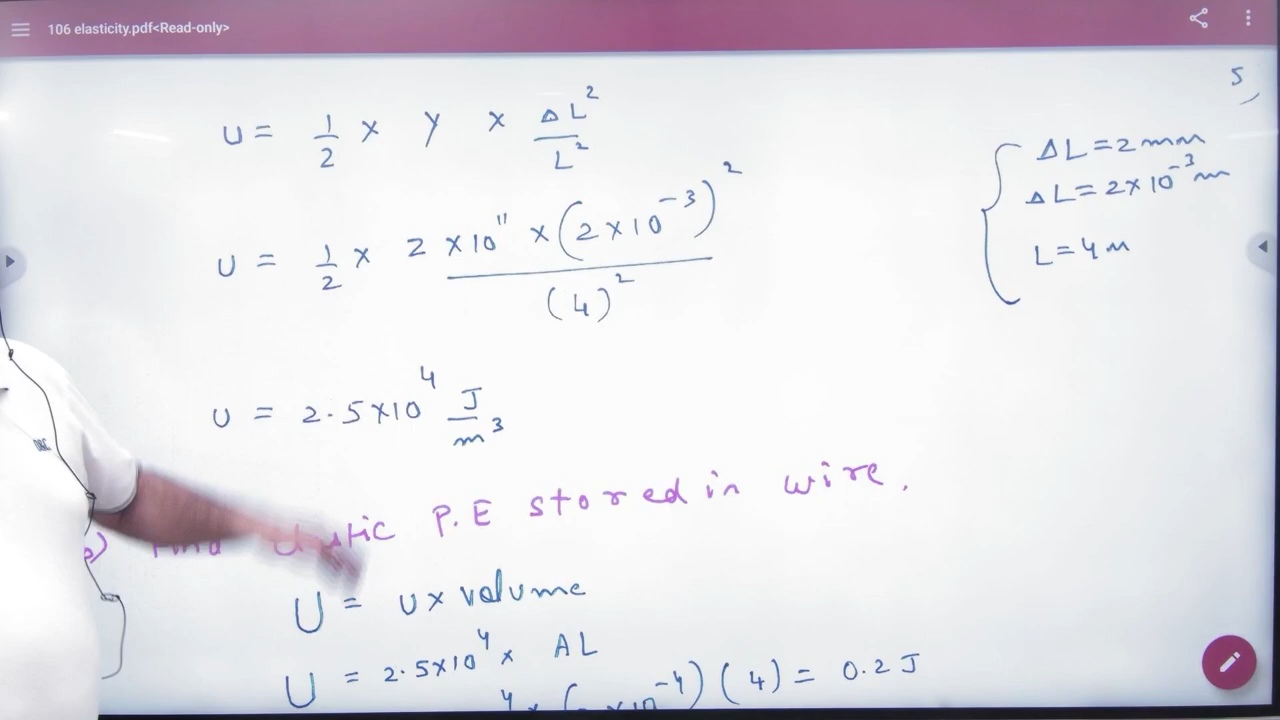 106 elasticity.pdf<Read-only>
5
U = 1/2 × Y × ΔL²/L²
U = 1/2 × 2 × 10¹¹ × (2 × 10⁻³)² / (4)²
ΔL = 2 mm
ΔL = 2 × 10⁻³ m
L = 4 m
U = 2.5 × 10⁴ J/m³
P.E stored in wire.
U = U × volume
U = 2.5 × 10⁴ × AL
(4) = 0.2 J